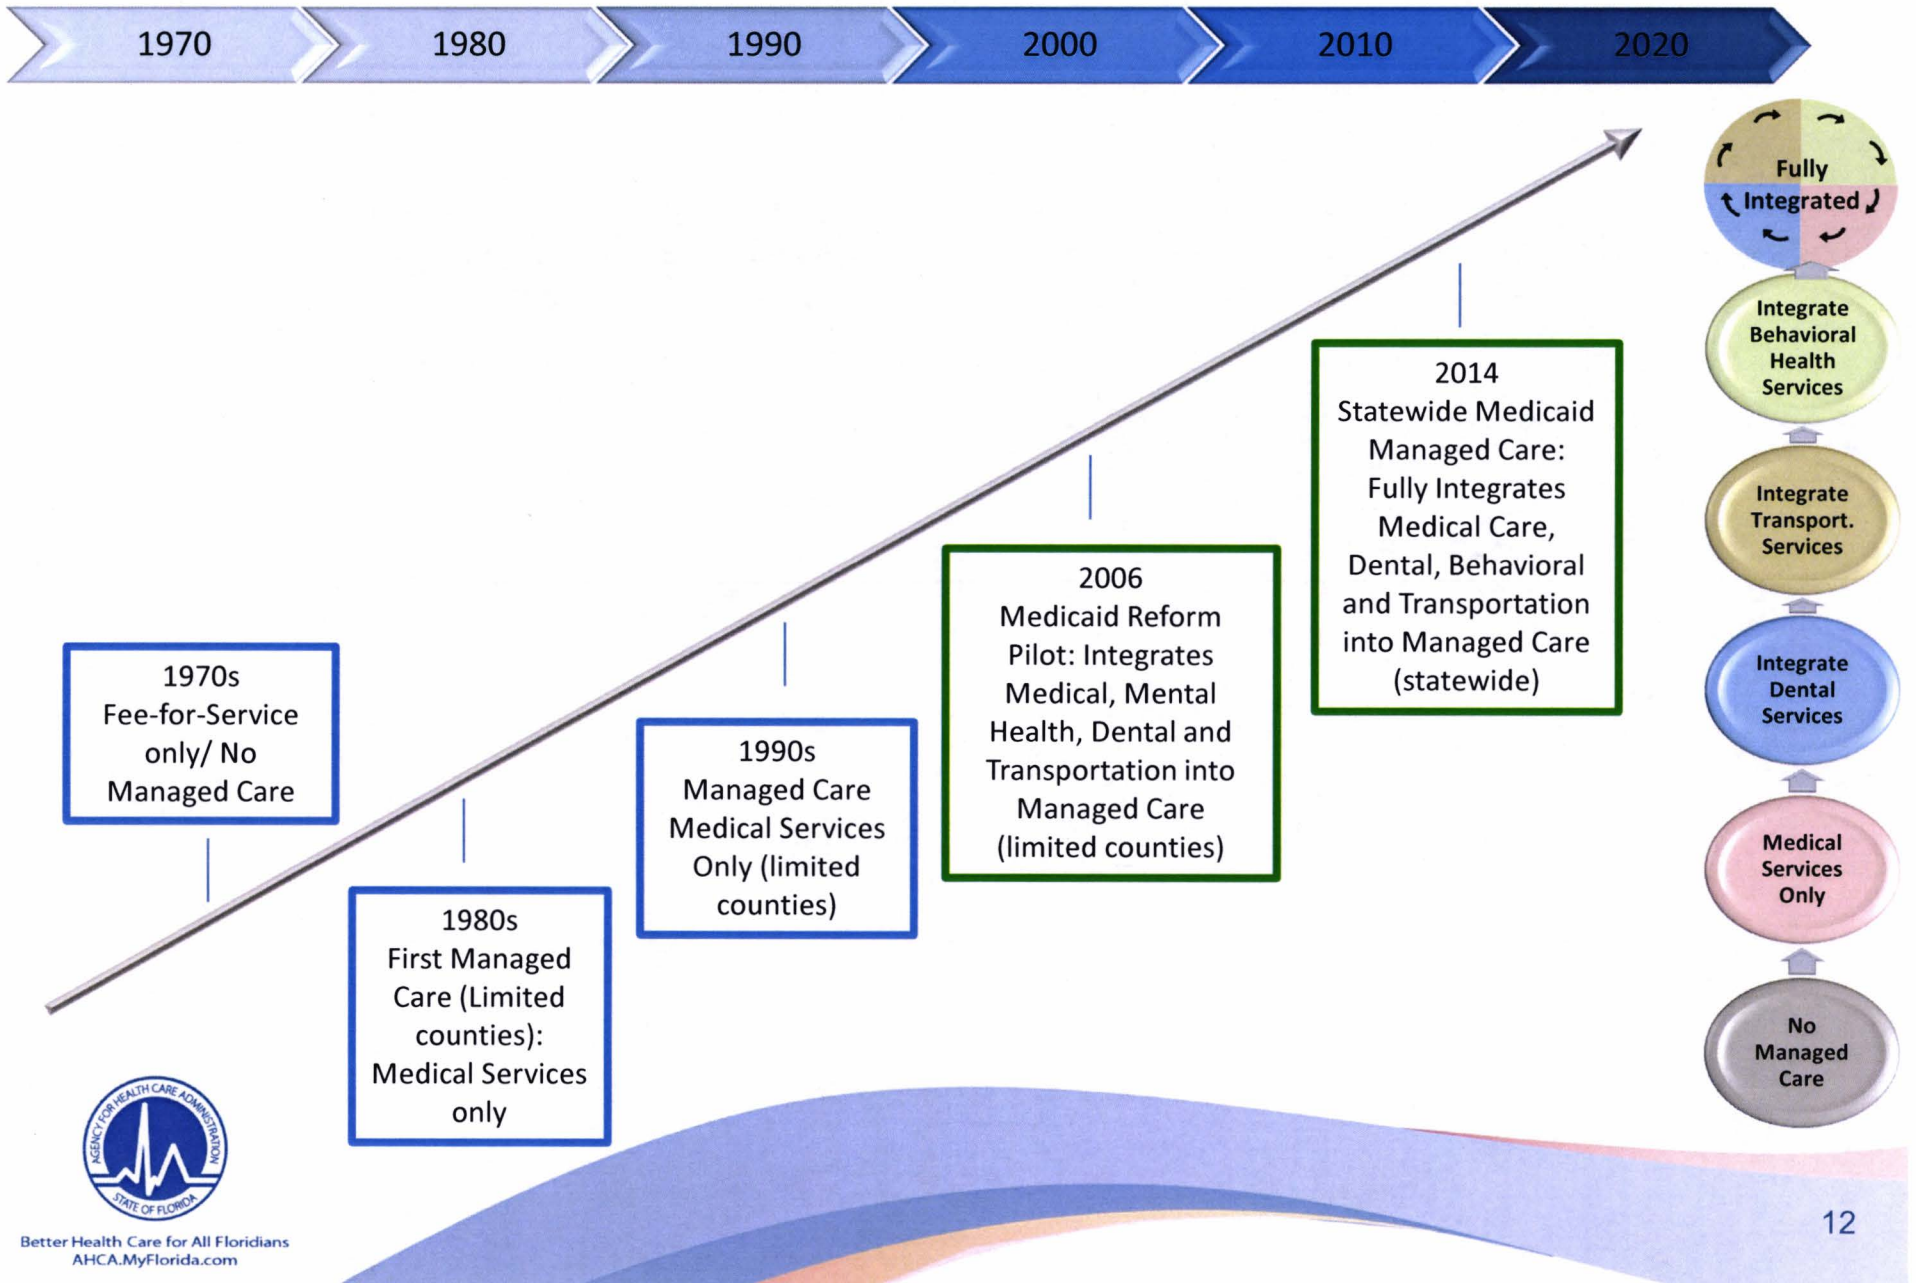 1970
1980
1990
2000
2010
2020
1970s
Fee-for-Service
only/ No
Managed Care
1980s
First Managed
Care (Limited
counties):
Medical Services
only
1990s
Managed Care
Medical Services
Only (limited
counties)
2006
Medicaid Reform
Pilot: Integrates
Medical, Mental
Health, Dental and
Transportation into
Managed Care
(limited counties)
2014
Statewide Medicaid
Managed Care:
Fully Integrates
Medical Care,
Dental, Behavioral
and Transportation
into Managed Care
(statewide)
Fully
Integrated
Integrate
Behavioral
Health
Services
Integrate
Transport.
Services
Integrate
Dental
Services
Medical
Services
Only
No
Managed
Care
AGENCY FOR HEALTH CARE ADMINISTRATION
STATE OF FLORIDA
Better Health Care for All Floridians
AHCA.MyFlorida.com
12